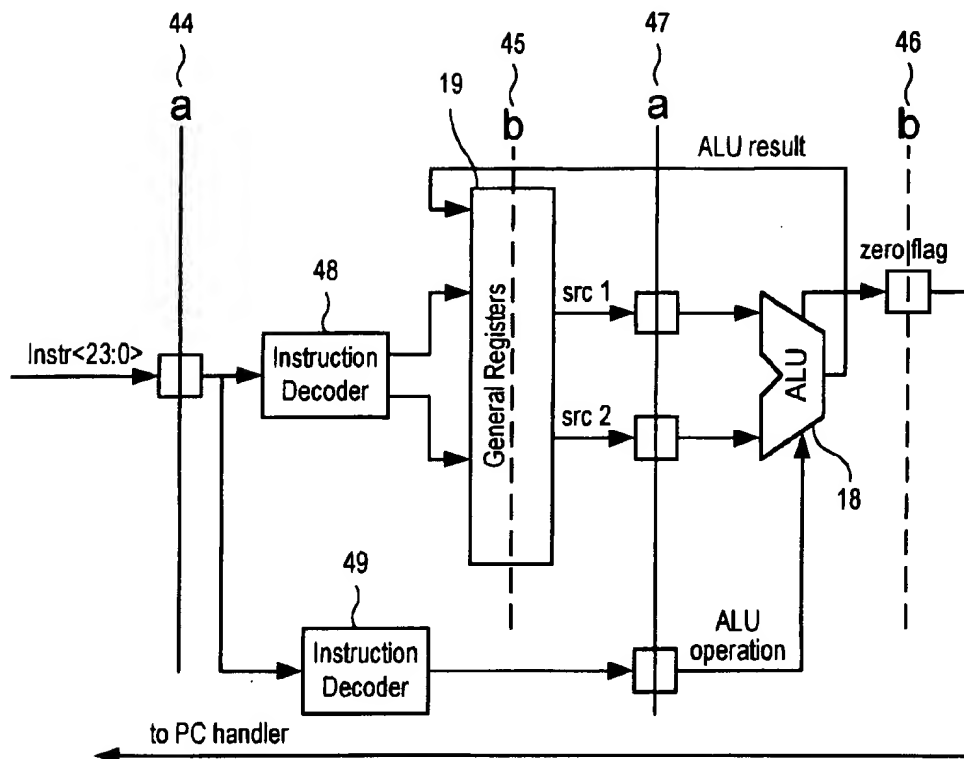 44
45
47
46
a
19
b
a
b
ALU result
zero flag
48
src 1
Instr<23:0>
Instruction
Decoder
General Registers
ALU
src 2
18
49
ALU
operation
Instruction
Decoder
to PC handler